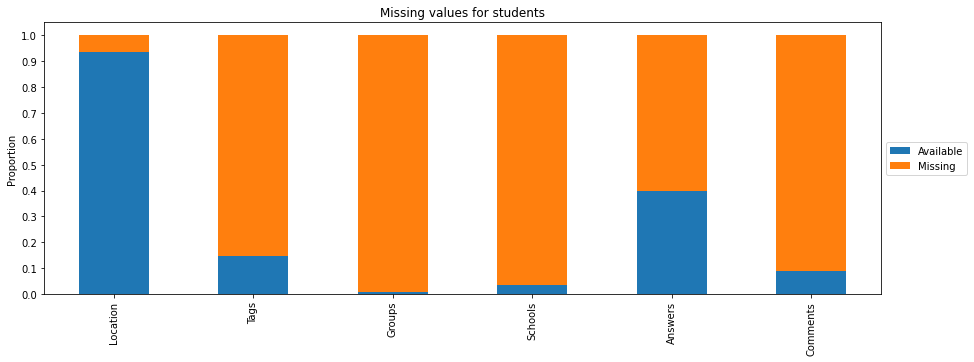 Missing values for students
Proportion
1.0
0.9
0.8
0.7
0.6
0.5
0.4
0.3
0.2
0.1
0.0
Location
Tags
Groups
Schools
Answers
Comments
Available
Missing